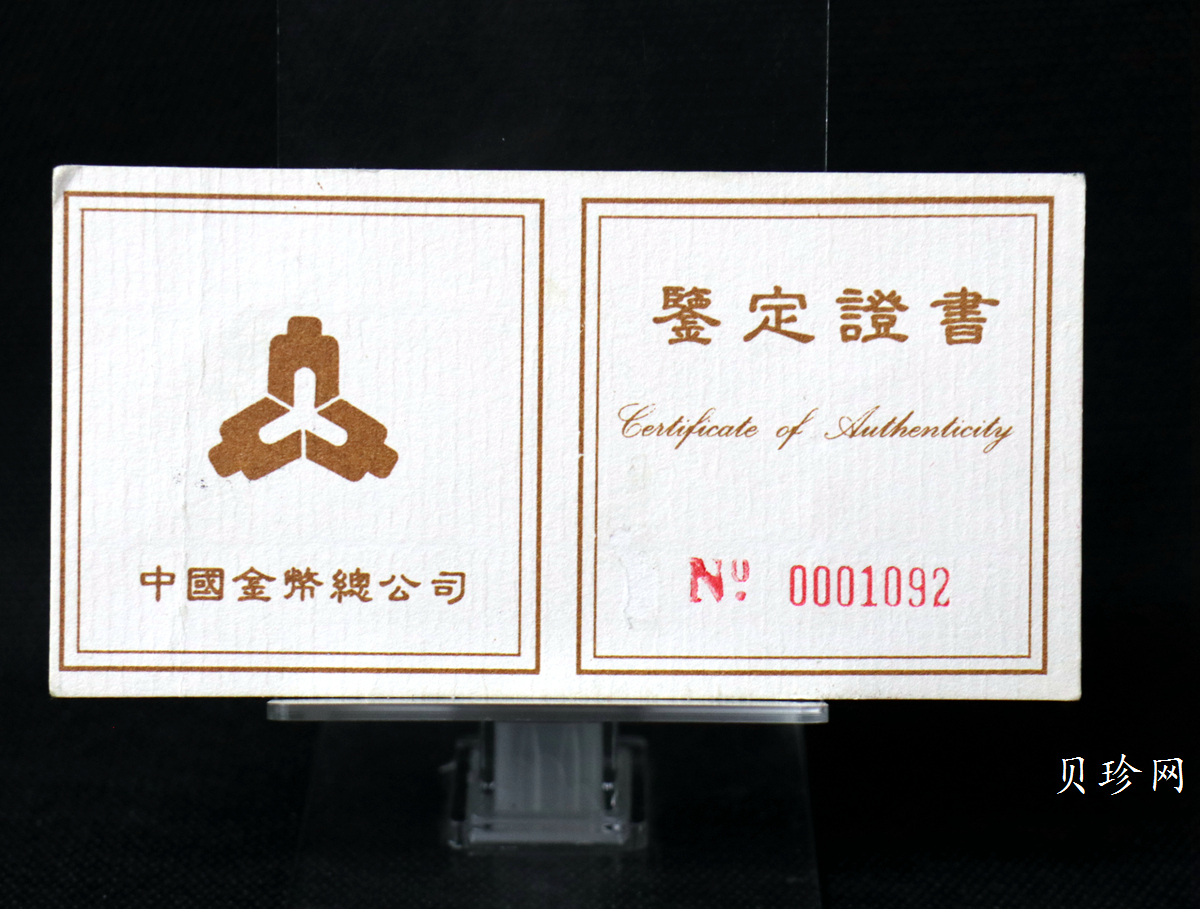 中國金幣總公司
鑒定證書
Certificate of Authenticity
Nº 0001092
贝珍网